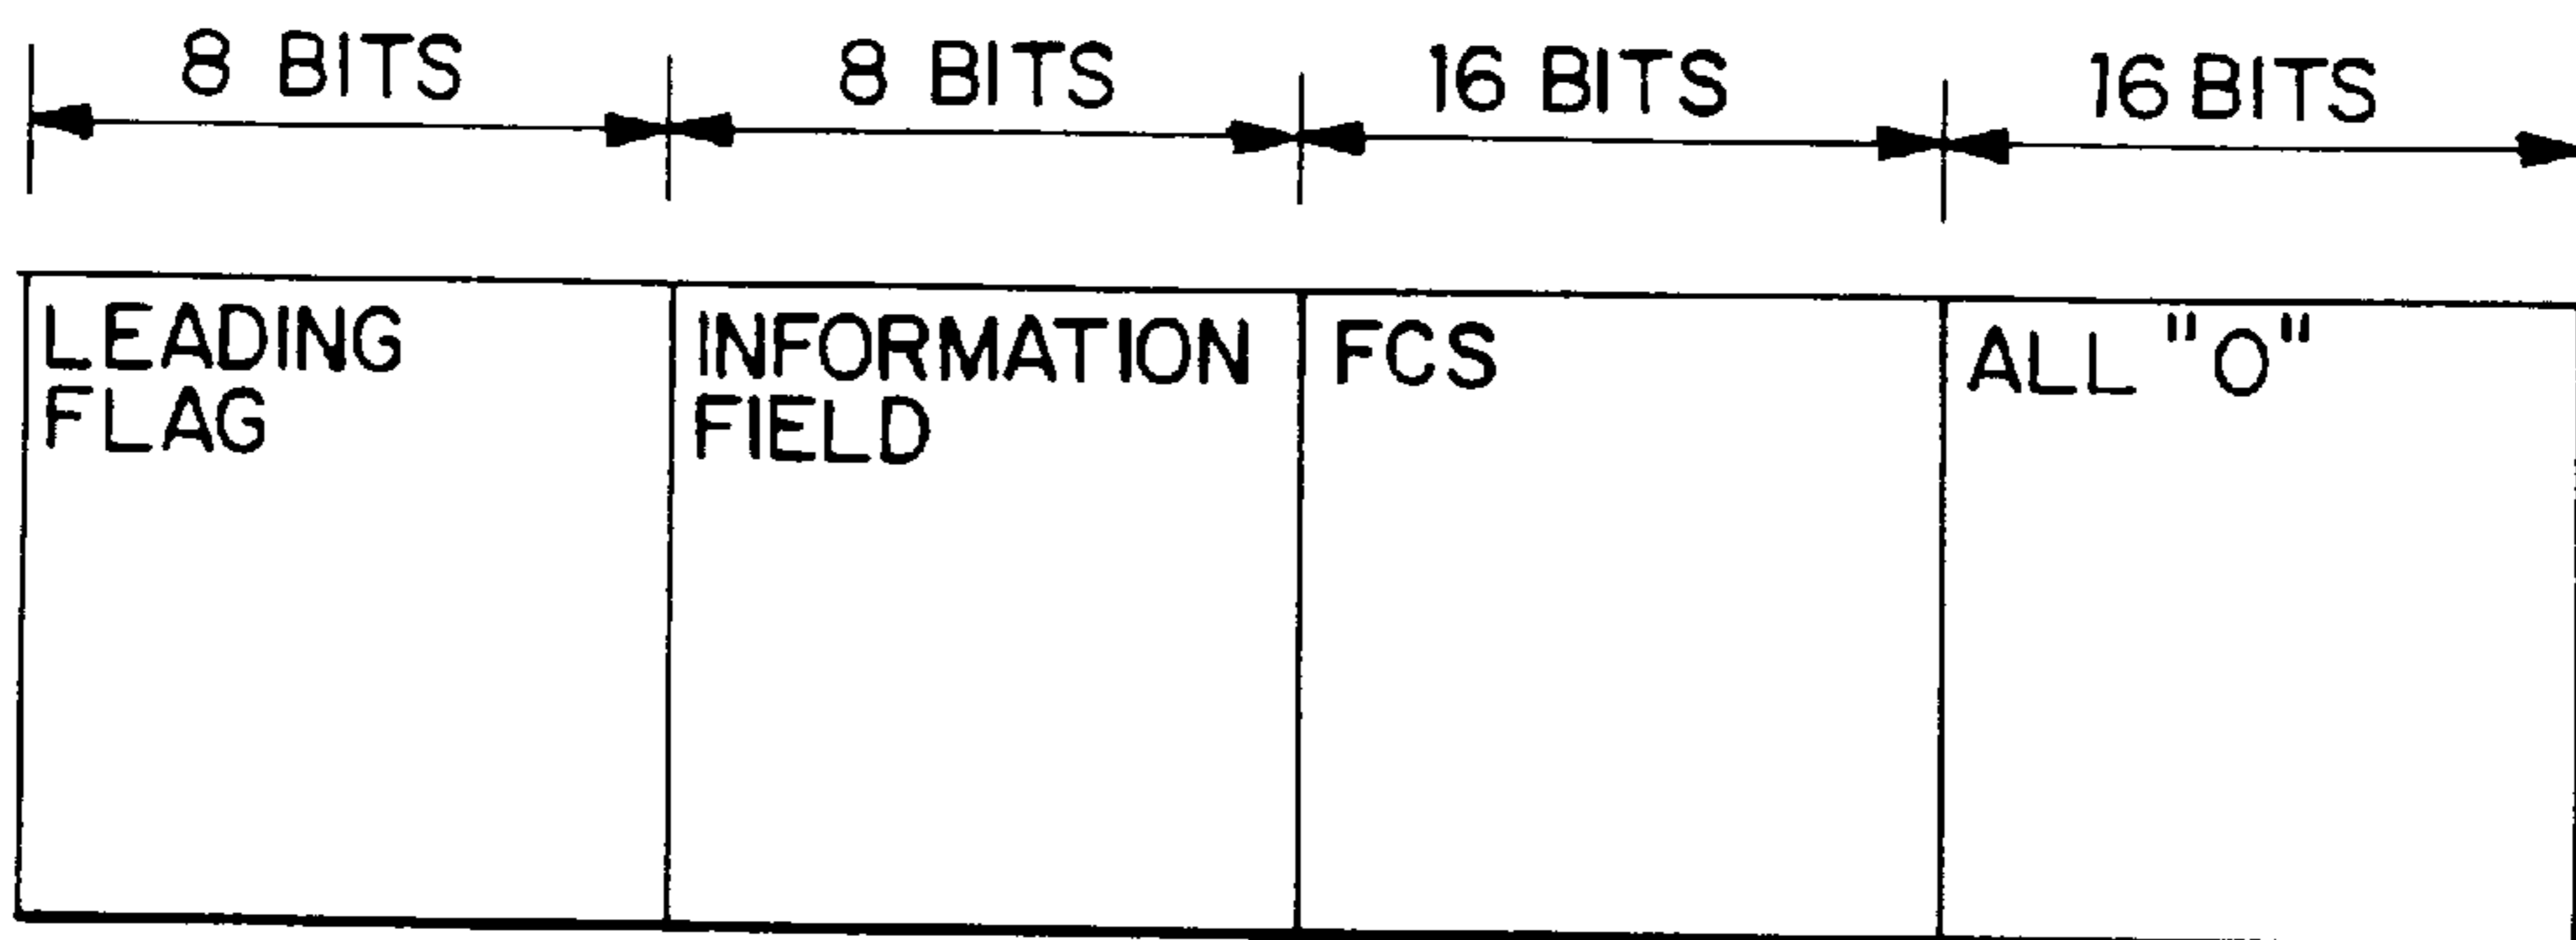 8 BITS 8 BITS 16 BITS 16 BITS
LEADING
FLAG
INFORMATION
FIELD
FCS
ALL "O"